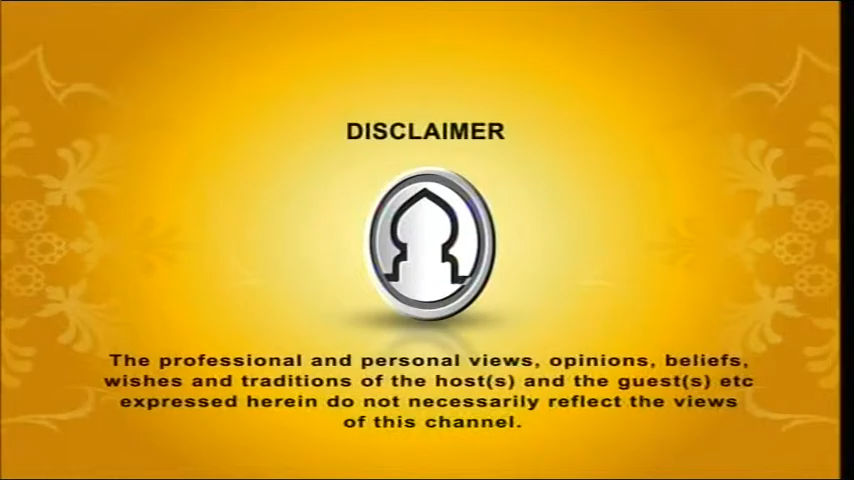 DISCLAIMER
The professional and personal views, opinions, beliefs,
wishes and traditions of the host(s) and the guest(s) etc
expressed herein do not necessarily reflect the views
of this channel.